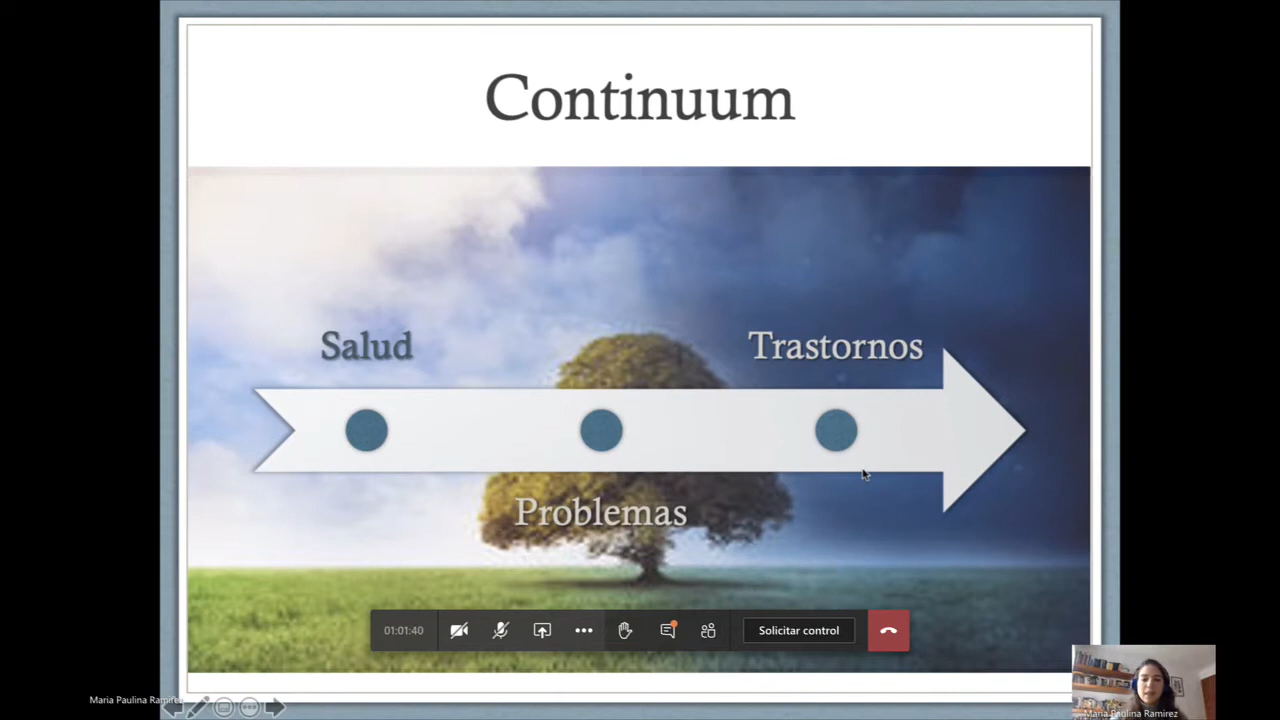 Continuum
Salud
Trastornos
Problemas
01:01:40
Solicitar control
Maria Paulina Ramirez
Maria Paulina Ramirez